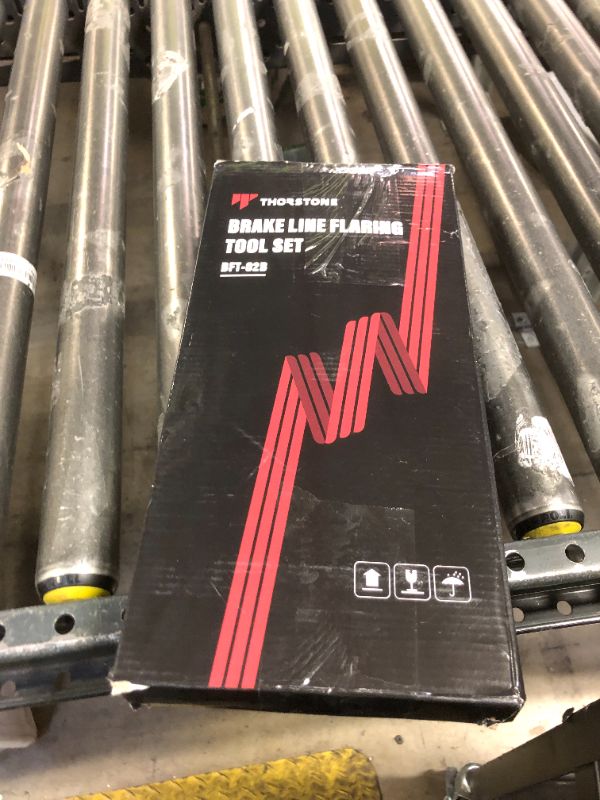 THORSTONE
BRAKE LINE FLARING
TOOL SET
BFT-02B